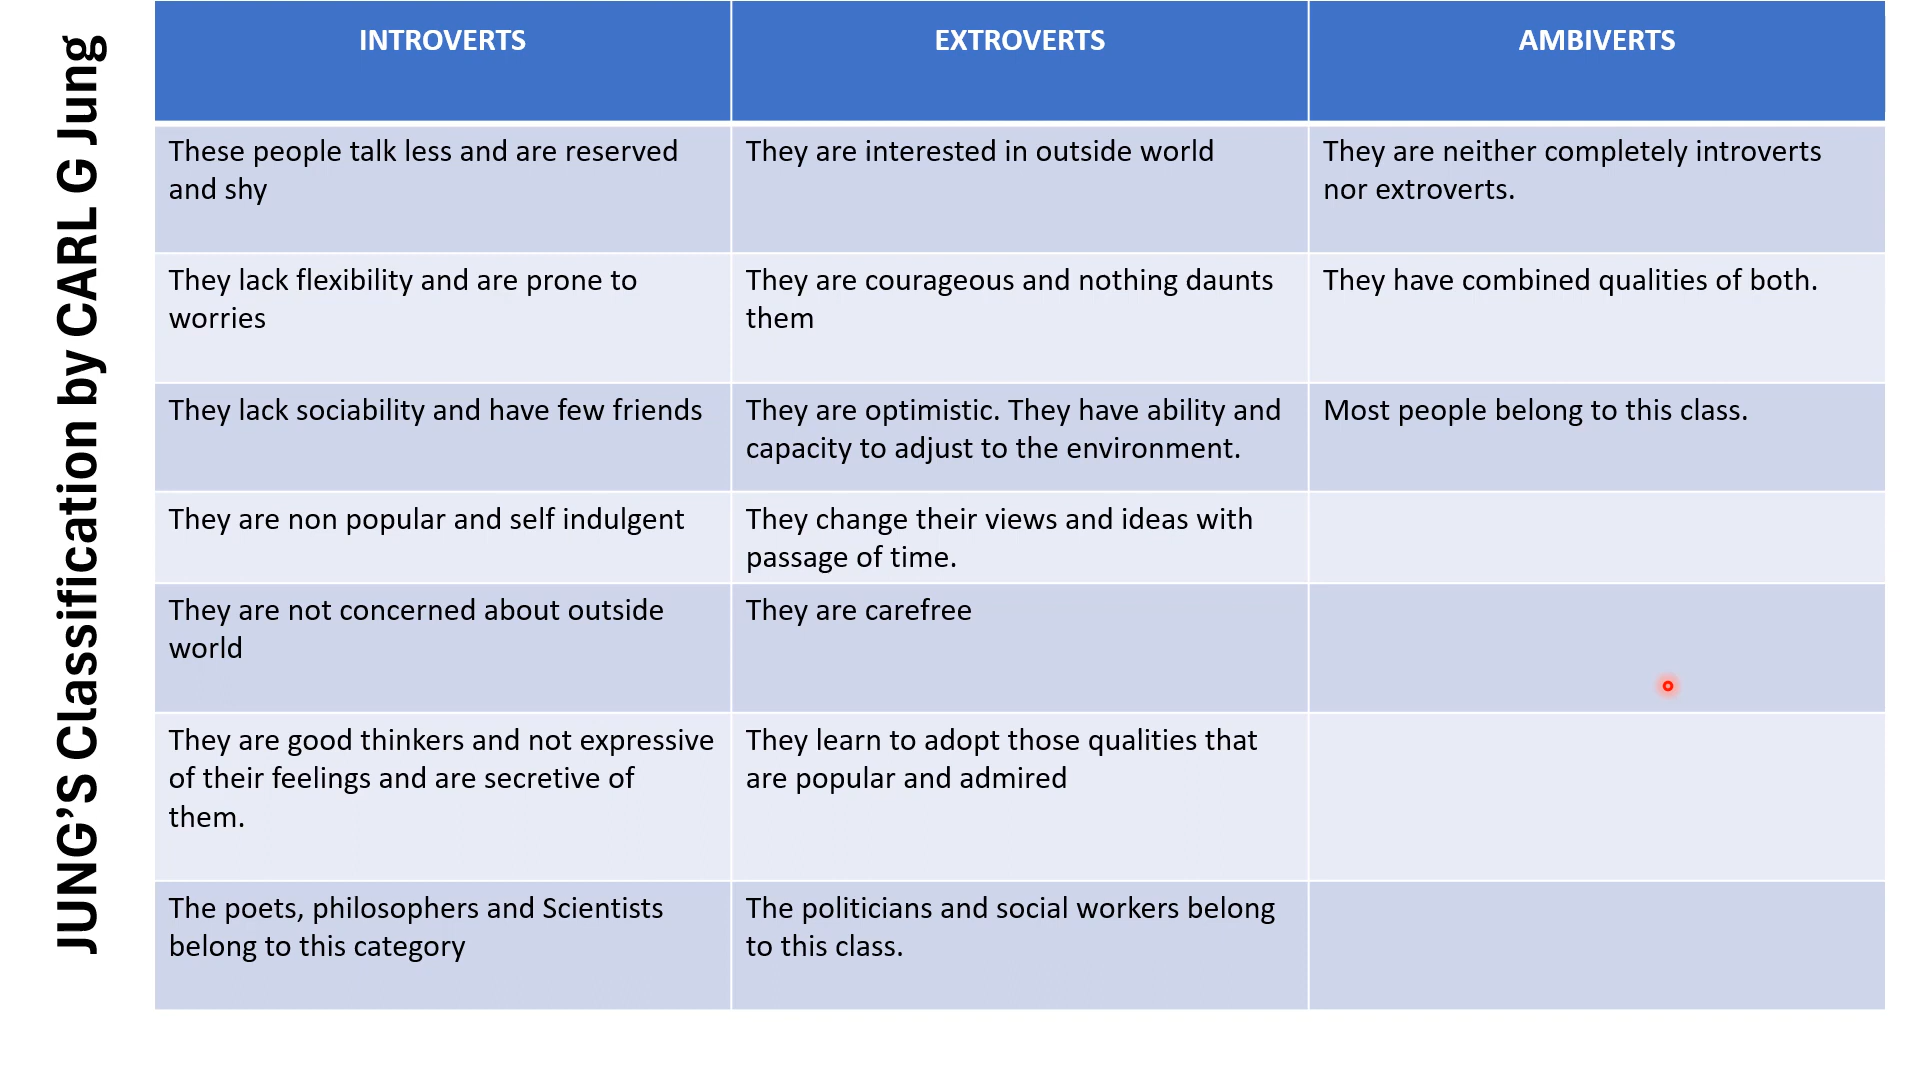 JUNG’S Classification by CARL G Jung
INTROVERTS
EXTROVERTS
AMBIVERTS
These people talk less and are reserved
and shy
They are interested in outside world
They are neither completely introverts
nor extroverts.
They lack flexibility and are prone to
worries
They are courageous and nothing daunts
them
They have combined qualities of both.
They lack sociability and have few friends
They are optimistic. They have ability and
capacity to adjust to the environment.
Most people belong to this class.
They are non popular and self indulgent
They change their views and ideas with
passage of time.
They are not concerned about outside
world
They are carefree
They are good thinkers and not expressive
of their feelings and are secretive of
them.
They learn to adopt those qualities that
are popular and admired
The poets, philosophers and Scientists
belong to this category
The politicians and social workers belong
to this class.